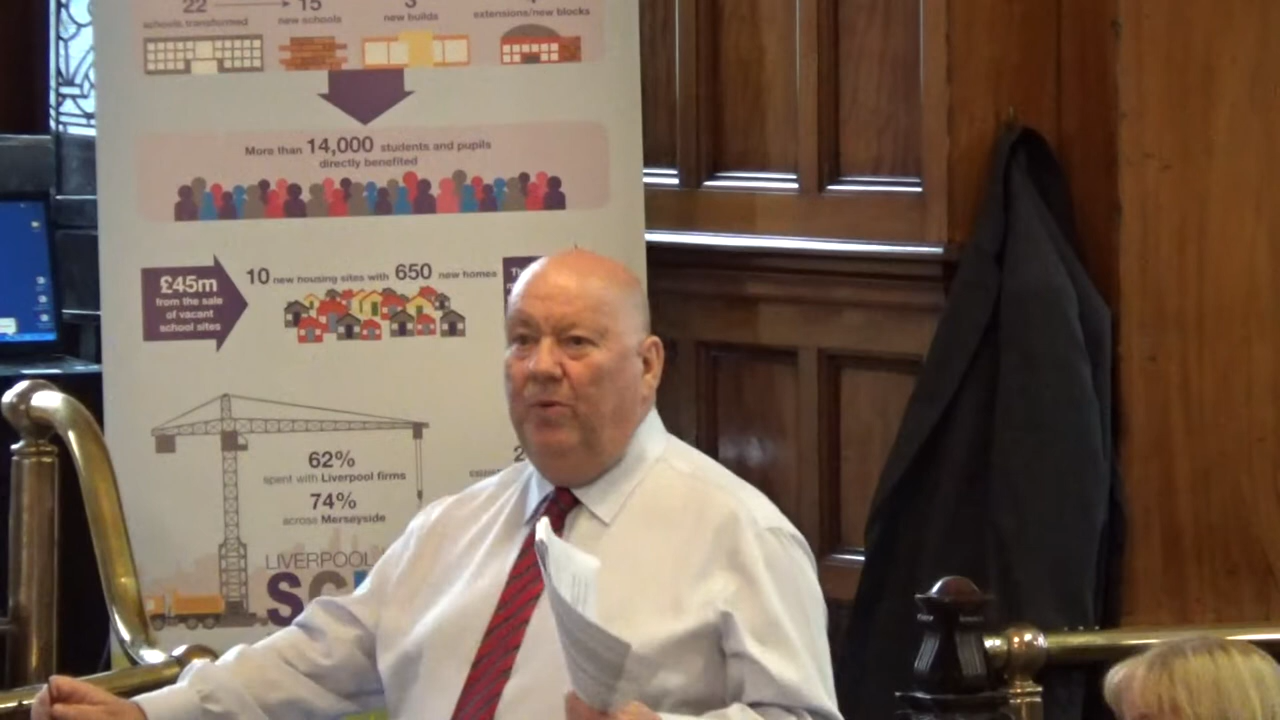 22 15
schools transformed new schools new builds extensions/new blocks
More than 14,000 students and pupils
directly benefited
£45m
from the sale
of vacant
school sites
10 new housing sites with 650 new homes
62%
spent with Liverpool firms
74%
across Merseyside
LIVERPOOL